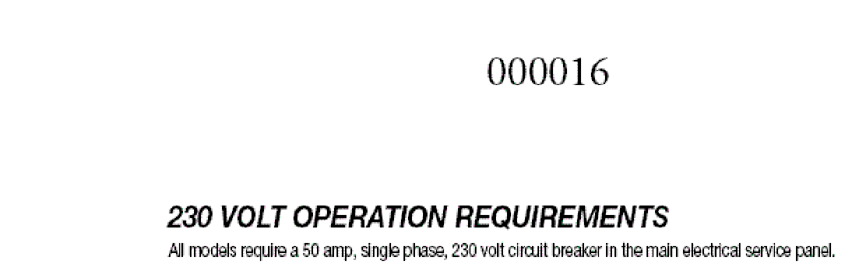 000016
230 VOLT OPERATION REQUIREMENTS
All models require a 50 amp, single phase, 230 volt circuit breaker in the main electrical service panel.